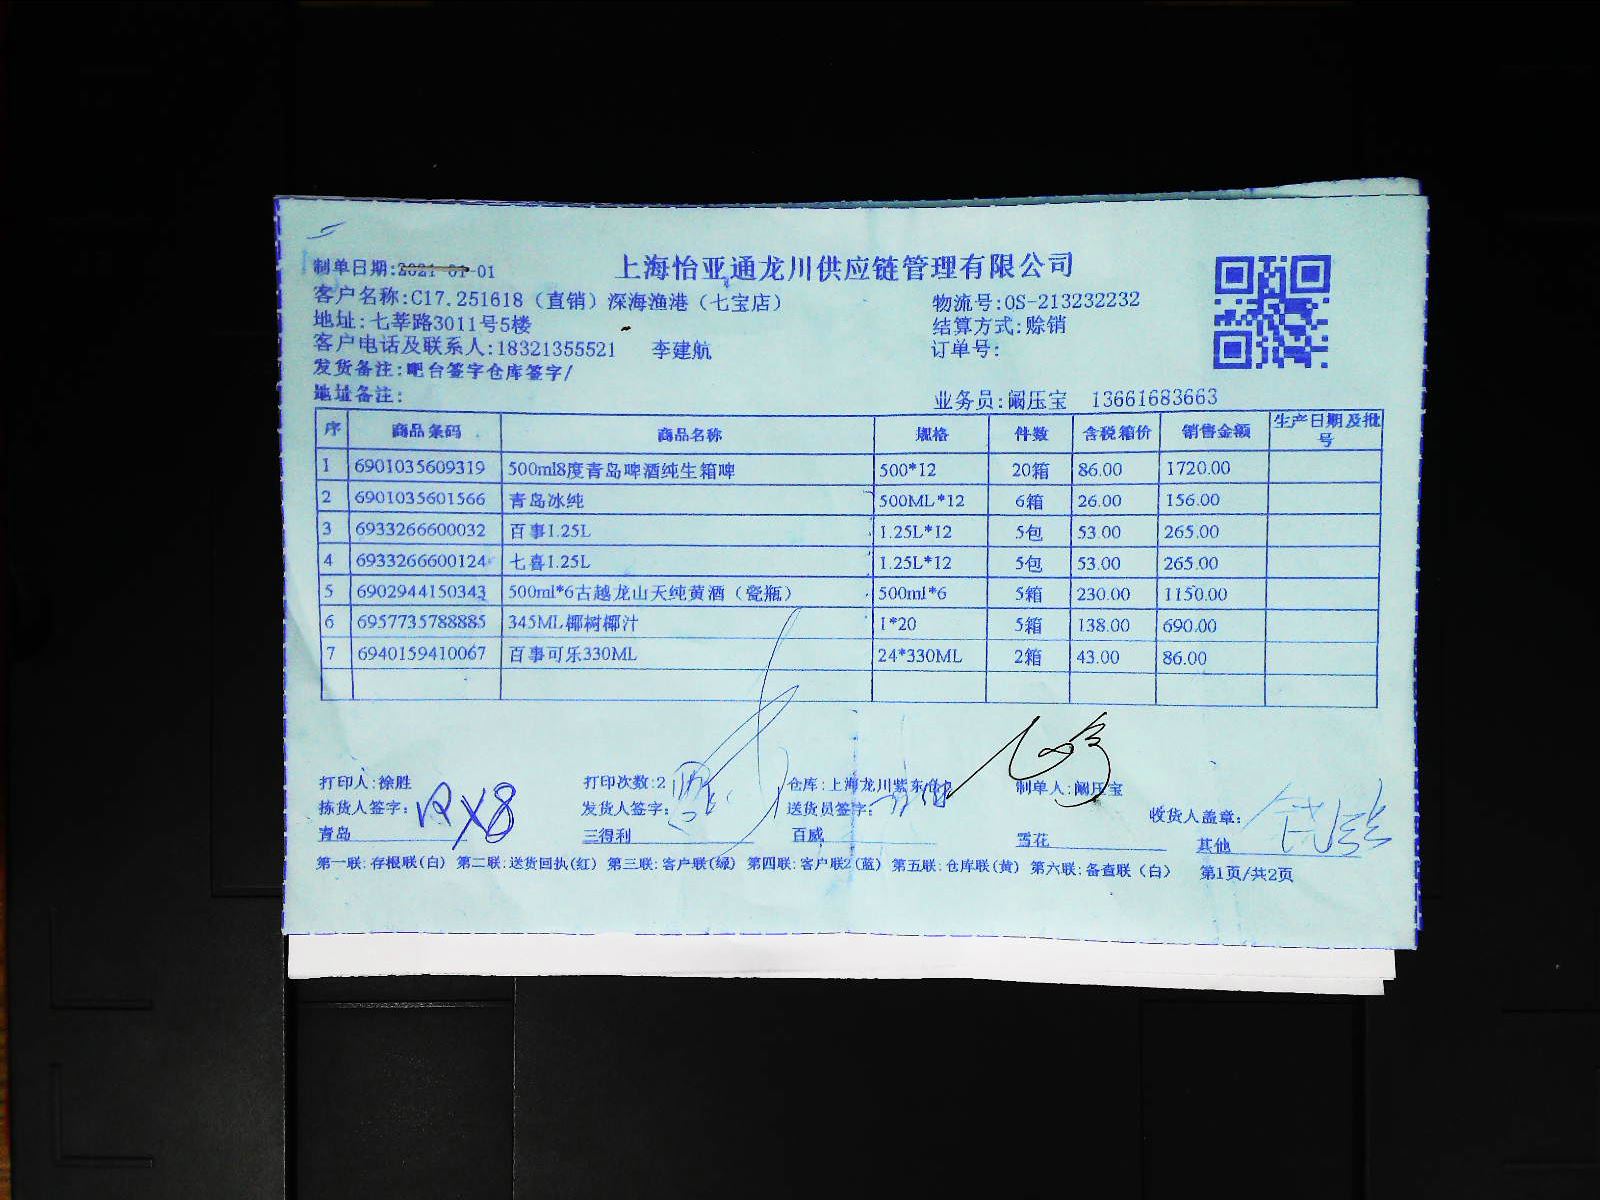 上海怡亚通龙川供应链管理有限公司
制单日期:2021-01-01
客户名称:C17.251618（直销）深海渔港（七宝店） 物流号:OS-213232232
地址:七莘路3011号5楼 结算方式:赊销
客户电话及联系人:18321355521 李建航 订单号:
发货备注:吧台签字仓库签字/
地址备注: 业务员:阚压宝 13661683663
序 商品条码 商品名称 规格 件数 含税箱价 销售金额 生产日期及批号
1 6901035609319 500ml8度青岛啤酒纯生箱啤 500*12 20箱 86.00 1720.00
2 6901035601566 青岛冰纯 500ML*12 6箱 26.00 156.00
3 6933266600032 百事1.25L 1.25L*12 5包 53.00 265.00
4 6933266600124 七喜1.25L 1.25L*12 5包 53.00 265.00
5 6902944150343 500ml*6古越龙山天纯黄酒（瓷瓶） 500ml*6 5箱 230.00 1150.00
6 6957735788885 345ML椰树椰汁 1*20 5箱 138.00 690.00
7 6940159410067 百事可乐330ML 24*330ML 2箱 43.00 86.00
打印人:徐胜 打印次数:2 仓库:上海龙川紫东仓 制单人:阚压宝
拣货人签字: 发货人签字: 送货员签字: 收货人盖章:
青岛 三得利 百威 雪花 其他
第一联:存根联(白) 第二联:送货回执(红) 第三联:客户联(绿) 第四联:客户联2(蓝) 第五联:仓库联(黄) 第六联:备查联（白） 第1页/共2页